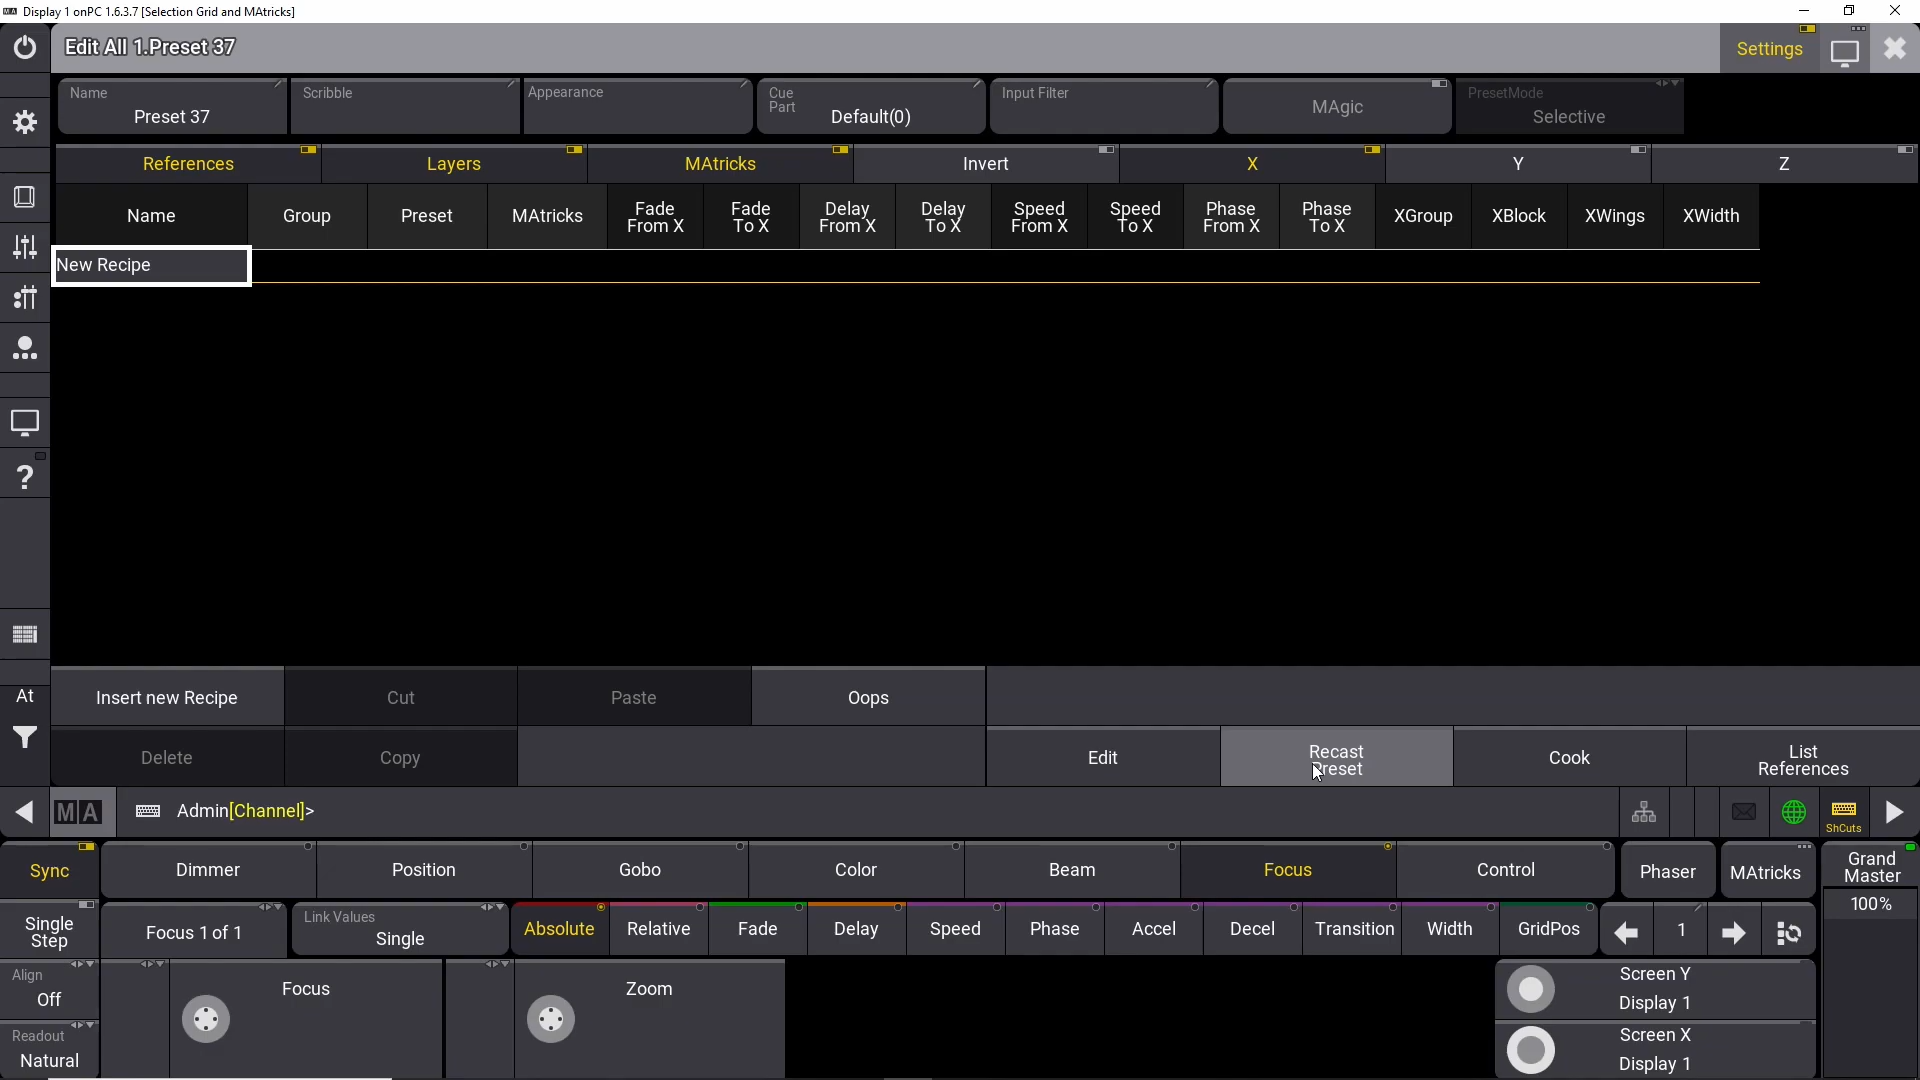 Display 1 onPC 1.6.3.7 [Selection Grid and MAtricks]
Edit All 1.Preset 37
Settings
Name
Preset 37
Scribble
Appearance
Cue
Part
Default(0)
Input Filter
MAgic
PresetMode
Selective
References
Layers
MAtricks
Invert
X
Y
Z
Name
Group
Preset
MAtricks
Fade
From X
Fade
To X
Delay
From X
Delay
To X
Speed
From X
Speed
To X
Phase
From X
Phase
To X
XGroup
XBlock
XWings
XWidth
New Recipe
Insert new Recipe
Cut
Paste
Oops
Delete
Copy
Edit
Recast
Preset
Cook
List
References
At
MA
Admin[Channel]>
ShCuts
Sync
Dimmer
Position
Gobo
Color
Beam
Focus
Control
Phaser
MAtricks
Grand
Master
100%
Single
Step
Focus 1 of 1
Link Values
Single
Absolute
Relative
Fade
Delay
Speed
Phase
Accel
Decel
Transition
Width
GridPos
1
Align
Off
Focus
Zoom
Screen Y
Display 1
Readout
Natural
Screen X
Display 1